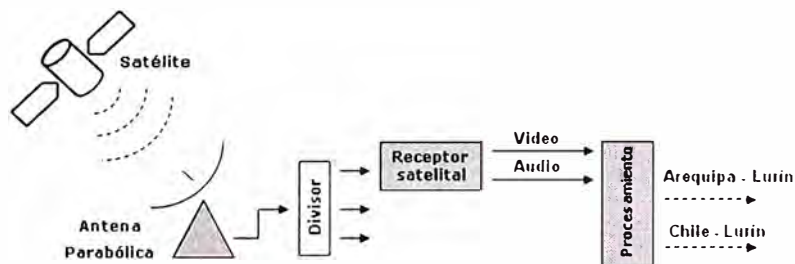 Satélite
Antena
Parabólica
Divisor
Receptor
satelital
Video
Audio
Procesamiento
Arequipa - Lurín
Chile - Lurín